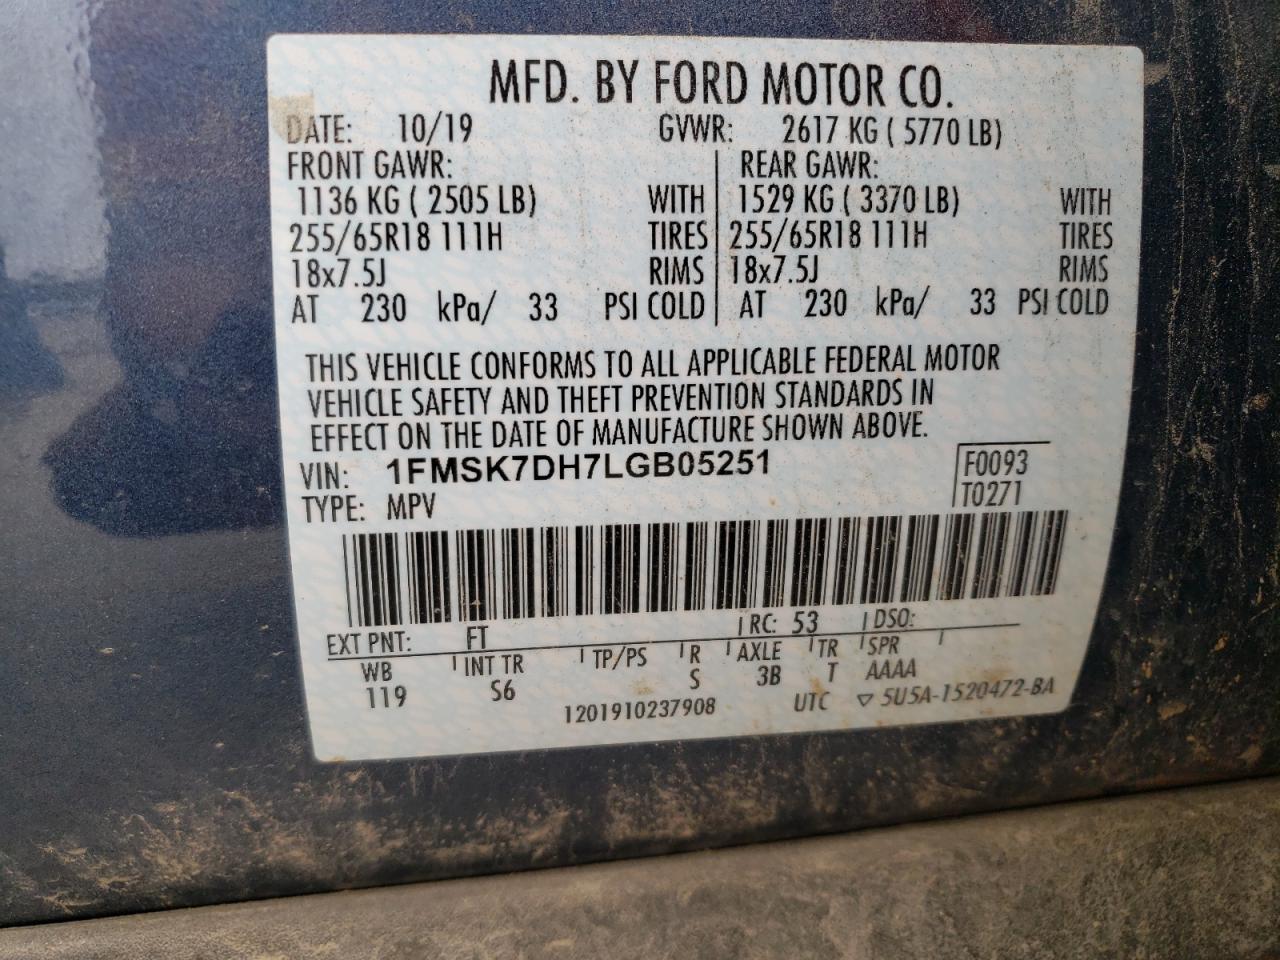 MFD. BY FORD MOTOR CO.
DATE: 10/19 GVWR: 2617 KG ( 5770 LB)
FRONT GAWR: REAR GAWR:
1136 KG ( 2505 LB) WITH 1529 KG ( 3370 LB) WITH
255/65R18 111H TIRES 255/65R18 111H TIRES
18x7.5J RIMS 18x7.5J RIMS
AT 230 kPa/ 33 PSI COLD AT 230 kPa/ 33 PSI COLD
THIS VEHICLE CONFORMS TO ALL APPLICABLE FEDERAL MOTOR
VEHICLE SAFETY AND THEFT PREVENTION STANDARDS IN
EFFECT ON THE DATE OF MANUFACTURE SHOWN ABOVE.
VIN: 1FMSK7DH7LGB05251 F0093
TYPE: MPV T0271
EXT PNT: FT RC: 53 DSO:
WB INT TR TP/PS R AXLE TR SPR
119 S6 S 3B T AAAA
1201910237908 UTC ▽ 5U5A-1520472-BA